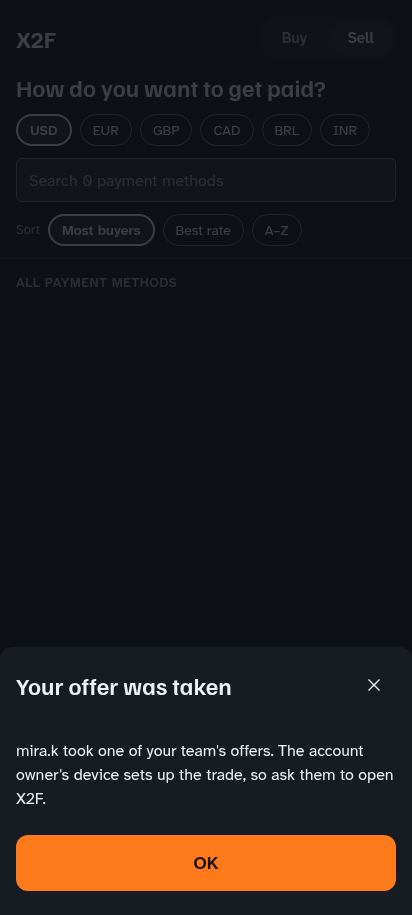 X2F
Buy
Sell
How do you want to get paid?
USD
EUR
GBP
CAD
BRL
INR
Search 0 payment methods
Sort
Most buyers
Best rate
A–Z
ALL PAYMENT METHODS
Your offer was taken
mira.k took one of your team's offers. The account
owner's device sets up the trade, so ask them to open
X2F.
OK